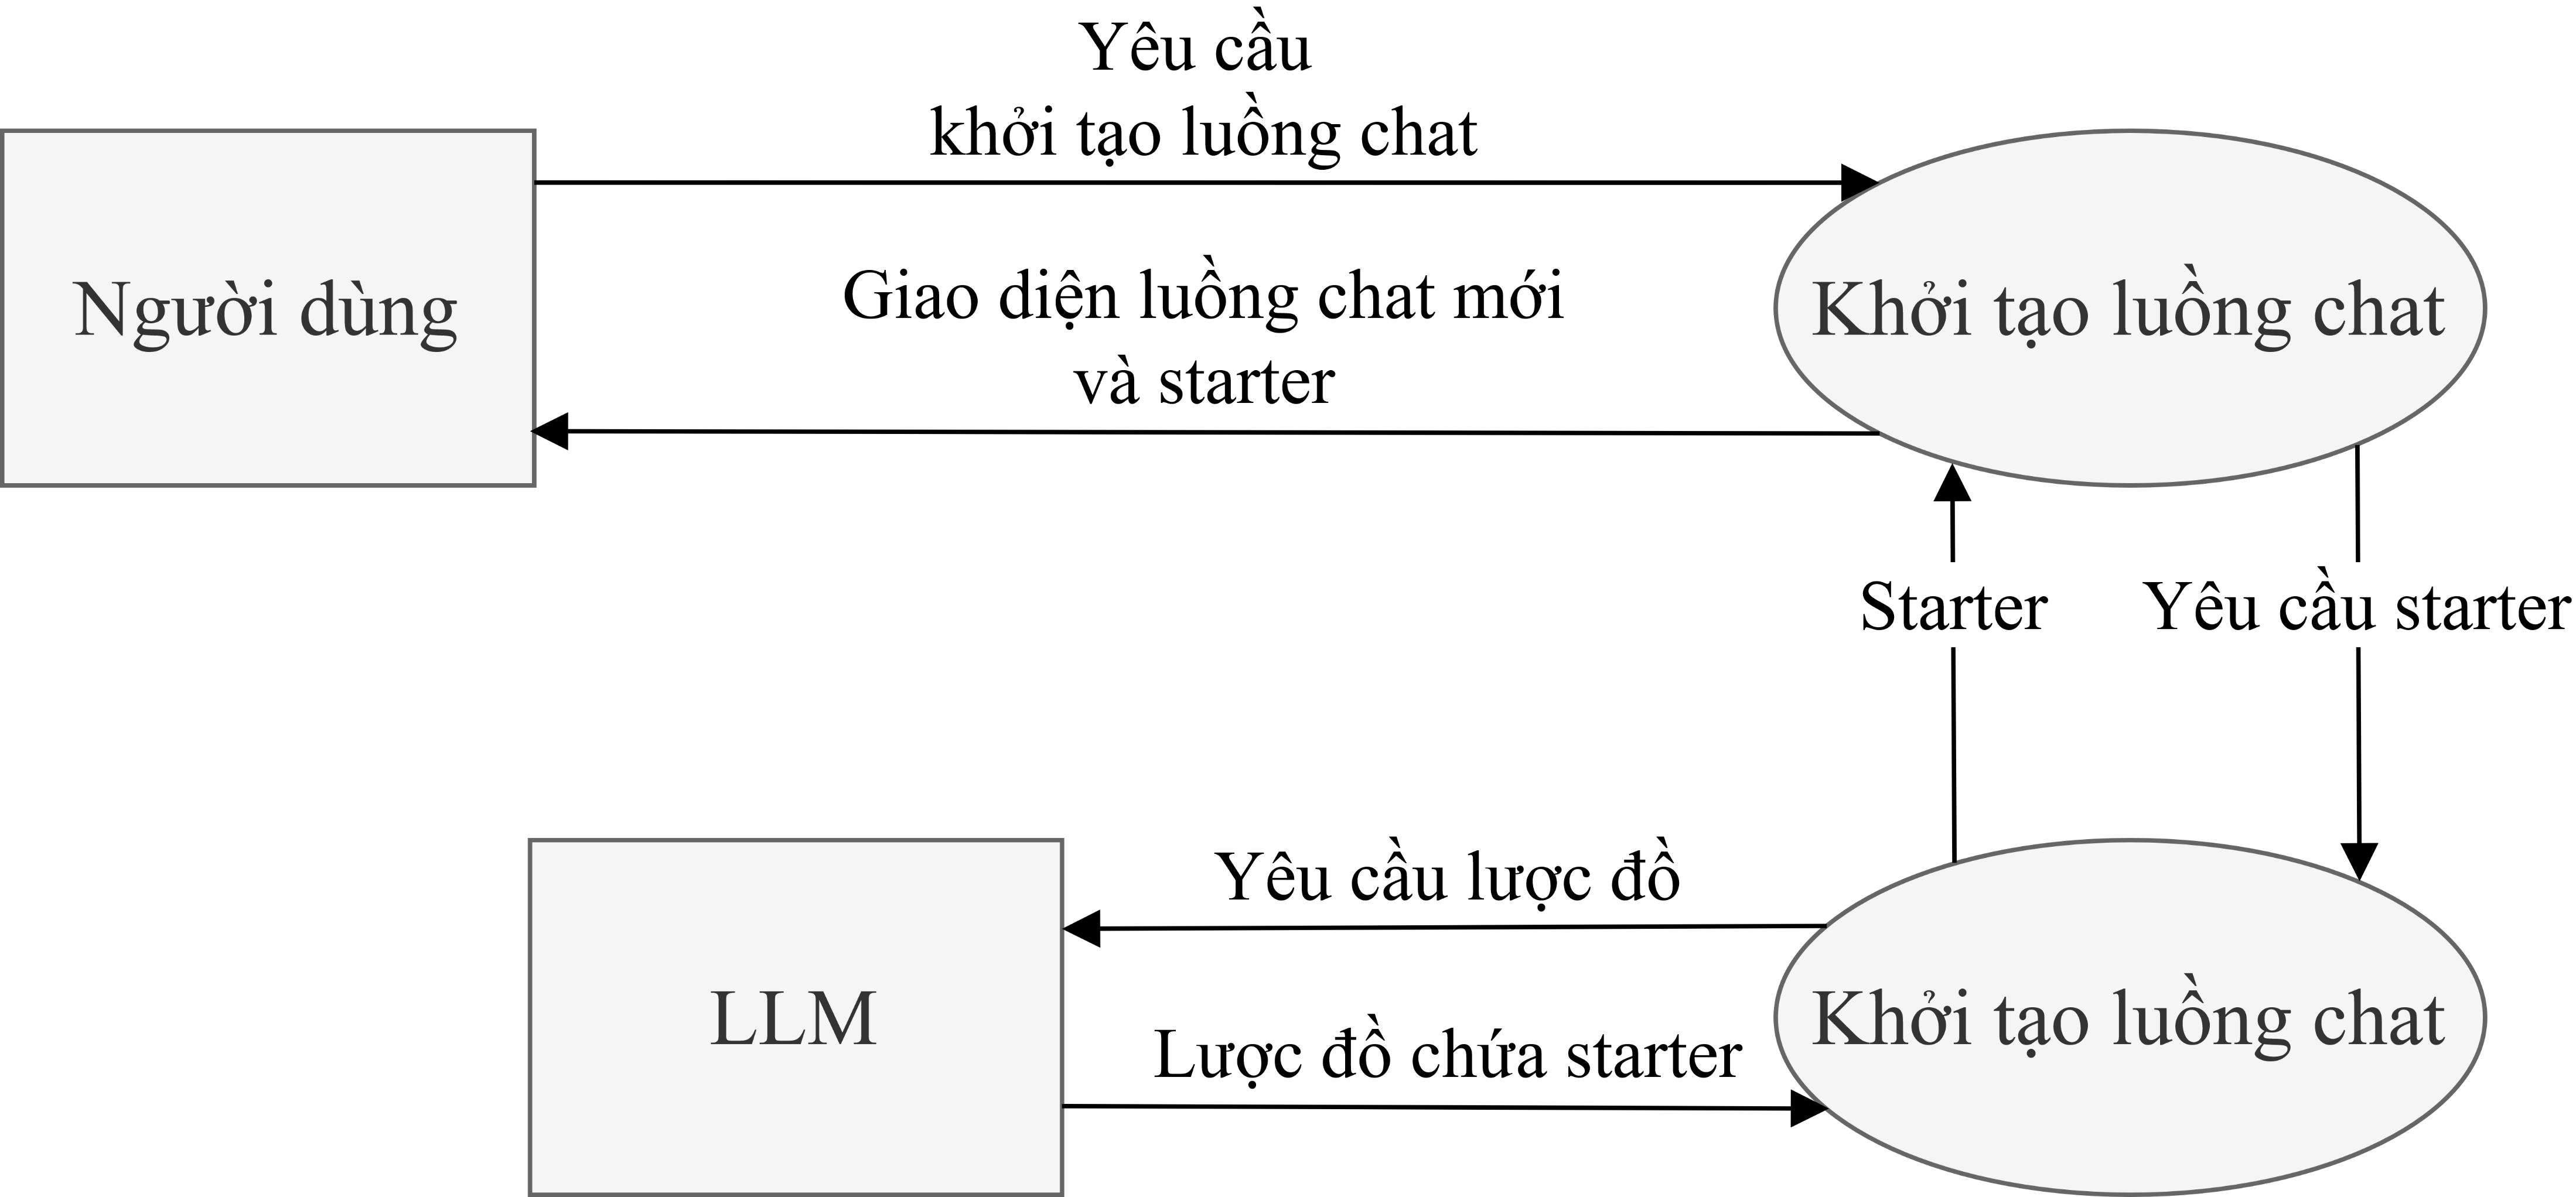 Yêu cầu
khởi tạo luồng chat
Người dùng
Giao diện luồng chat mới
và starter
Khởi tạo luồng chat
Starter
Yêu cầu starter
Yêu cầu lược đồ
LLM
Lược đồ chứa starter
Khởi tạo luồng chat